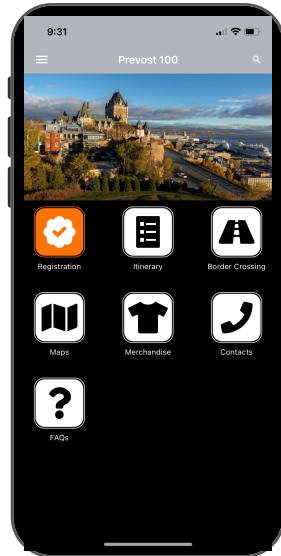 9:31
Prevost 100
Registration
Itinerary
Border Crossing
Maps
Merchandise
Contacts
FAQs